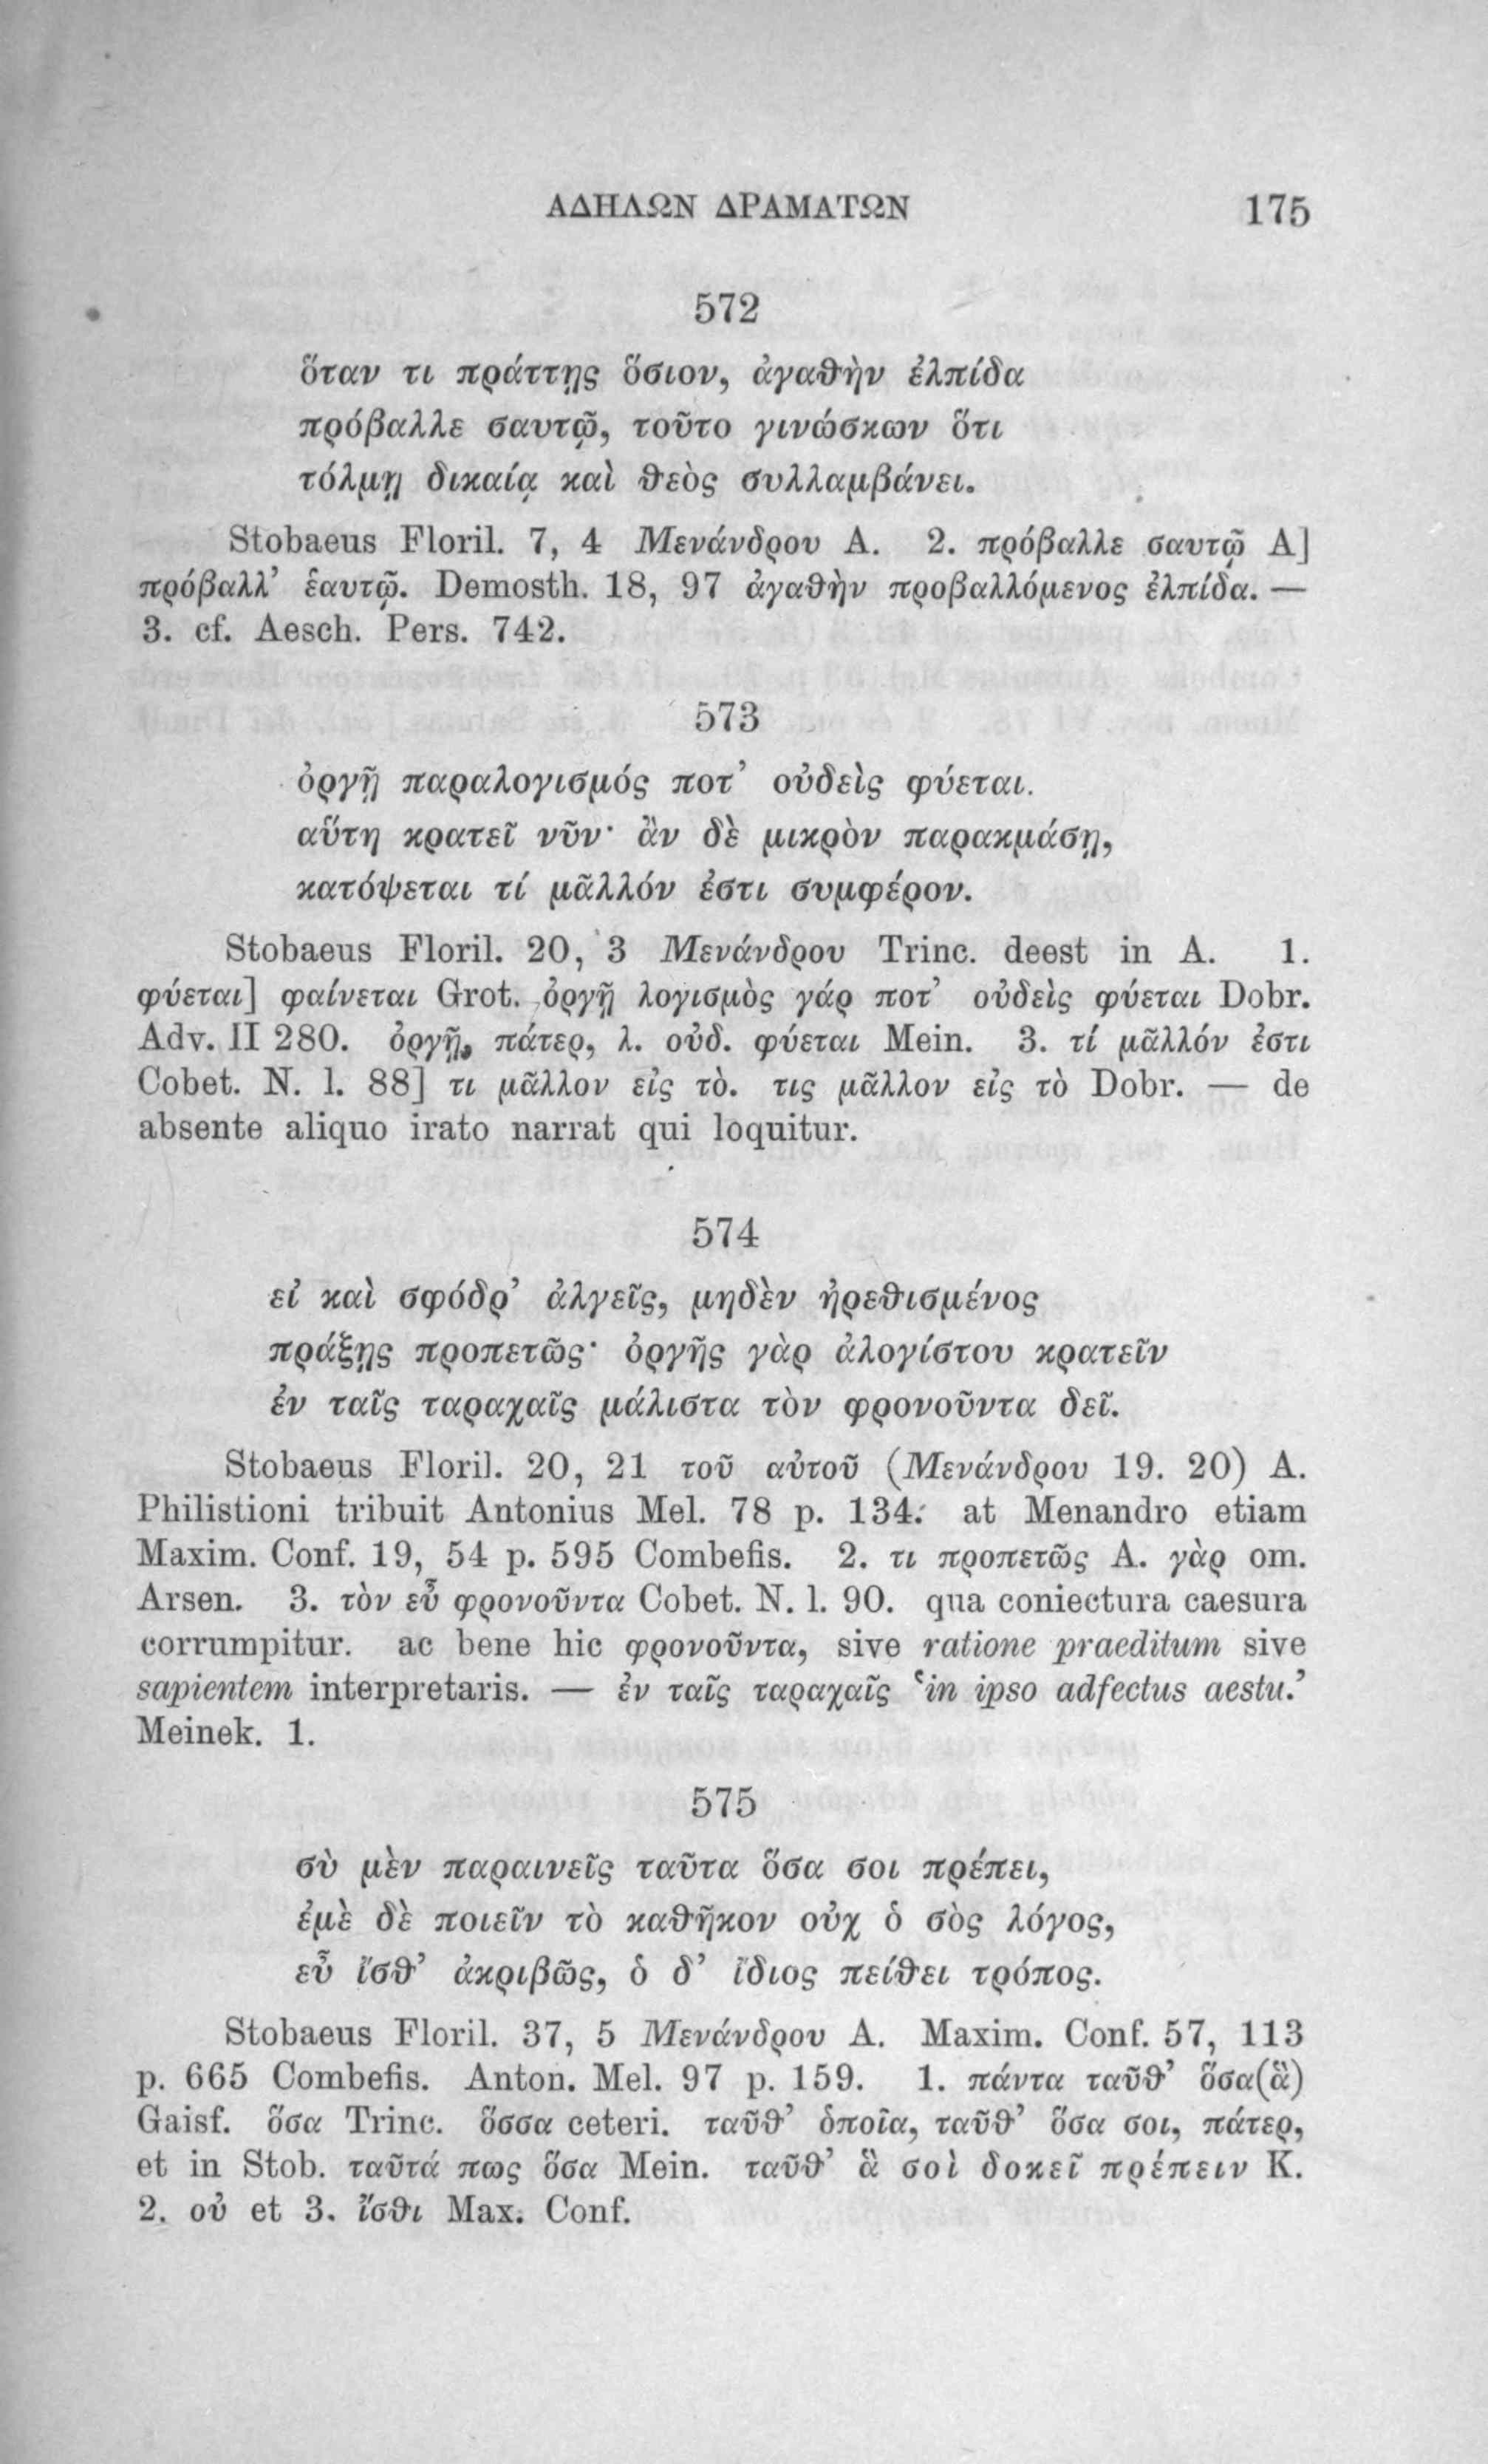 ΑΔΗΛΩΝ ΔΡΑΜΑΤΩΝ 175
572
ὅταν τι πράττῃς ὅσιον, ἀγαθὴν ἐλπίδα
πρόβαλλε σαυτῷ, τοῦτο γινώσκων ὅτι
τόλμῃ δικαίᾳ καὶ θεὸς συλλαμβάνει.
Stobaeus Floril. 7, 4 Μενάνδρου A. 2. πρόβαλλε σαυτῷ A]
πρόβαλλ’ ἑαυτῷ. Demosth. 18, 97 ἀγαθὴν προβαλλόμενος ἐλπίδα. —
3. cf. Aesch. Pers. 742.
573
ὀργῇ παραλογισμός ποτ’ οὐδεὶς φύεται.
αὕτη κρατεῖ νῦν· ἂν δὲ μικρὸν παρακμάσῃ,
κατόψεται τί μᾶλλόν ἐστι συμφέρον.
Stobaeus Floril. 20, 3 Μενάνδρου Trinc. deest in A. 1.
φύεται] φαίνεται Grot. ὀργῇ λογισμὸς γάρ ποτ’ οὐδεὶς φύεται Dobr.
Adv. II 280. ὀργῇ, πάτερ, λ. οὐδ. φύεται Mein. 3. τί μᾶλλόν ἐστι
Cobet. N. l. 88] τι μᾶλλον εἰς τὸ. τις μᾶλλον εἰς τὸ Dobr. — de
absente aliquo irato narrat qui loquitur.
574
εἰ καὶ σφόδρ’ ἀλγεῖς, μηδὲν ἠρεθισμένος
πράξῃς προπετῶς· ὀργῆς γὰρ ἀλογίστου κρατεῖν
ἐν ταῖς ταραχαῖς μάλιστα τὸν φρονοῦντα δεῖ.
Stobaeus Floril. 20, 21 τοῦ αὐτοῦ (Μενάνδρου 19. 20) A.
Philistioni tribuit Antonius Mel. 78 p. 134: at Menandro etiam
Maxim. Conf. 19, 54 p. 595 Combefis. 2. τι προπετῶς A. γὰρ om.
Arsen. 3. τὸν εὖ φρονοῦντα Cobet. N. l. 90. qua coniectura caesura
corrumpitur. ac bene hic φρονοῦντα, sive ratione praeditum sive
sapientem interpretaris. — ἐν ταῖς ταραχαῖς ‘in ipso adfectus aestu.’
Meinek. 1.
575
σὺ μὲν παραινεῖς ταῦτα ὅσα σοι πρέπει,
ἐμὲ δὲ ποιεῖν τὸ καθῆκον οὐχ ὁ σὸς λόγος,
εὖ ἴσθ’ ἀκριβῶς, ὁ δ’ ἴδιος πείθει τρόπος.
Stobaeus Floril. 37, 5 Μενάνδρου A. Maxim. Conf. 57, 113
p. 665 Combefis. Anton. Mel. 97 p. 159. 1. πάντα ταῦθ’ ὅσα(ἃ)
Gaisf. ὅσα Trinc. ὅσσα ceteri. ταῦθ’ ὁποῖα, ταῦθ’ ὅσα σοι, πάτερ,
et in Stob. ταῦτά πως ὅσα Mein. ταῦθ’ ἃ σοὶ δοκεῖ πρέπειν K.
2. οὐ et 3. ἴσθι Max. Conf.